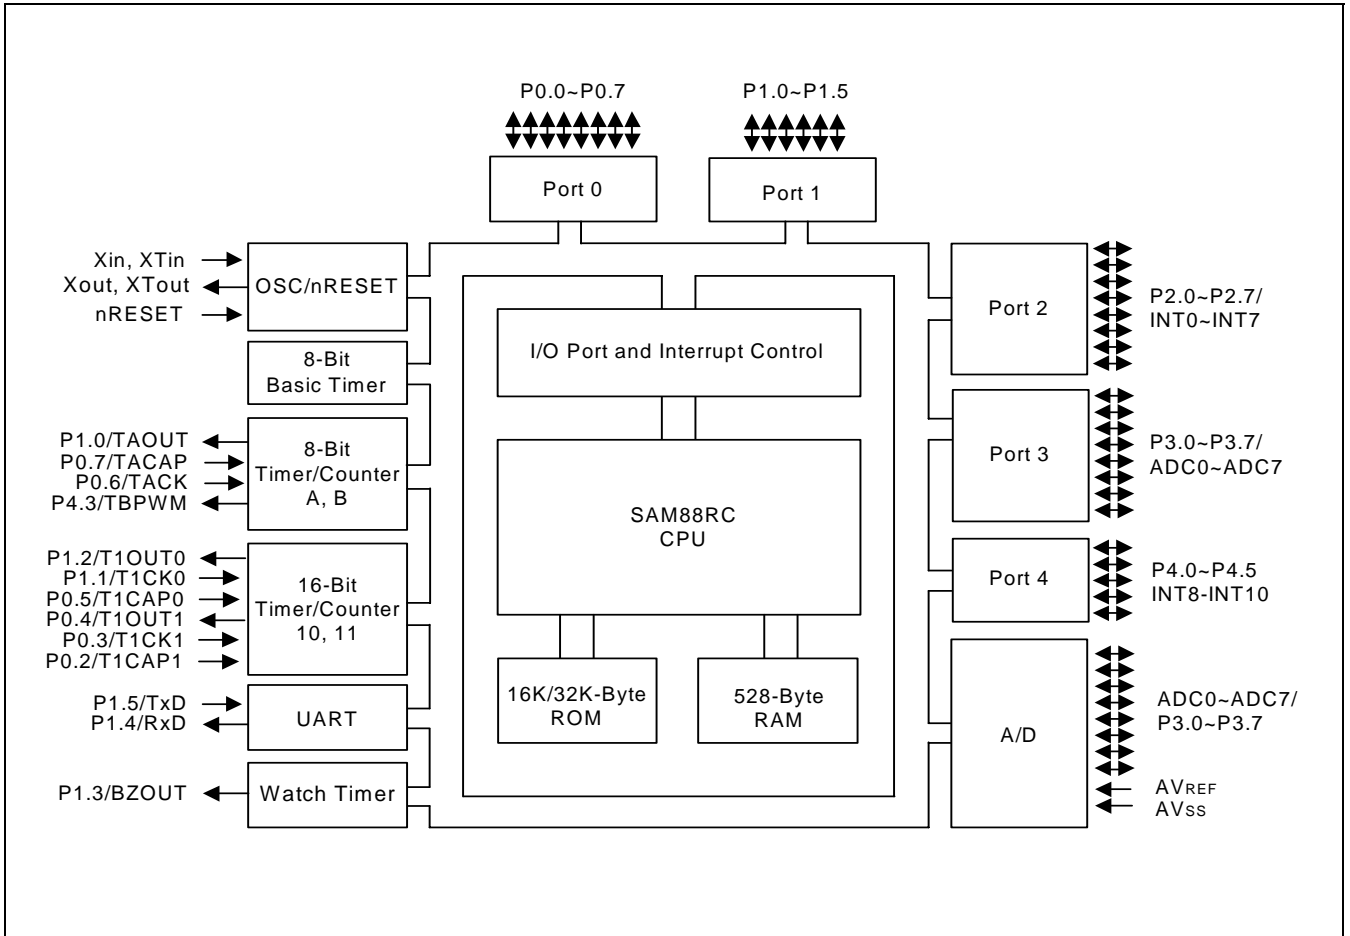 P0.0~P0.7
P1.0~P1.5
Port 0
Port 1
Xin, XTin
Xout, XTout
nRESET
OSC/nRESET
8-Bit
Basic Timer
P1.0/TAOUT
P0.7/TACAP
P0.6/TACK
P4.3/TBPWM
8-Bit
Timer/Counter
A, B
P1.2/T1OUT0
P1.1/T1CK0
P0.5/T1CAP0
P0.4/T1OUT1
P0.3/T1CK1
P0.2/T1CAP1
16-Bit
Timer/Counter
10, 11
P1.5/TxD
P1.4/RxD
UART
P1.3/BZOUT
Watch Timer
I/O Port and Interrupt Control
SAM88RC
CPU
16K/32K-Byte
ROM
528-Byte
RAM
Port 2
P2.0~P2.7/
INT0~INT7
Port 3
P3.0~P3.7/
ADC0~ADC7
Port 4
P4.0~P4.5
INT8-INT10
A/D
ADC0~ADC7/
P3.0~P3.7
AVREF
AVSS